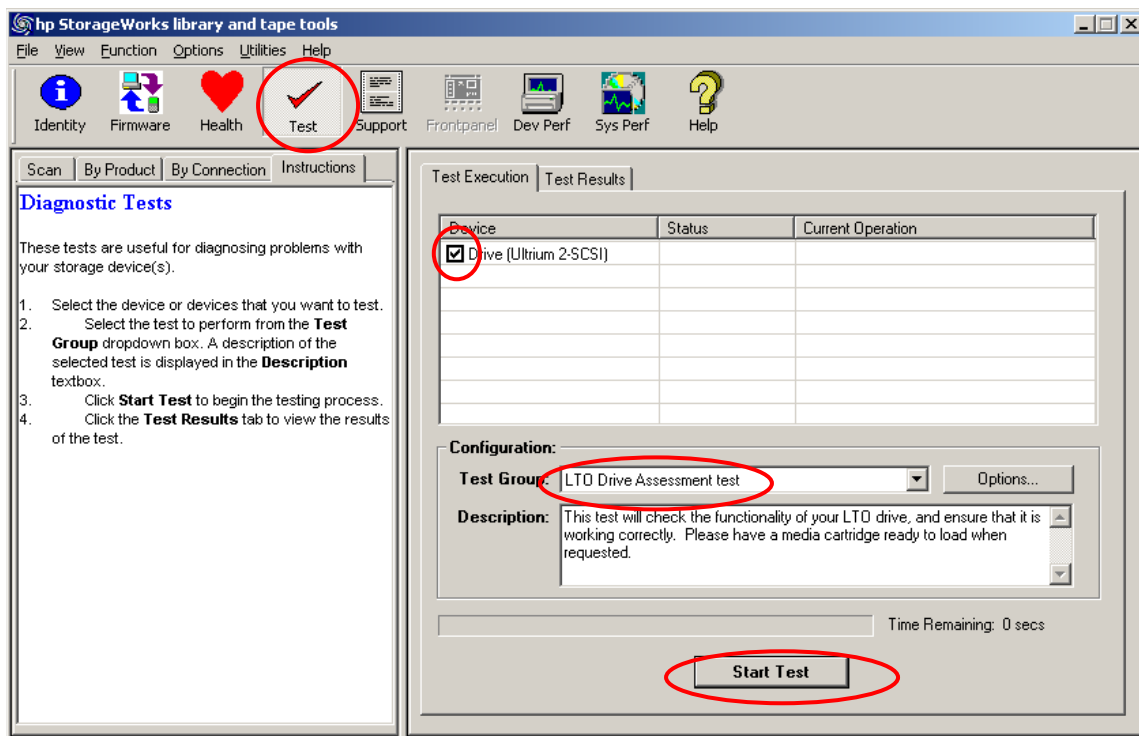 hp StorageWorks library and tape tools
File View Function Options Utilities Help
Identity Firmware Health Test Support Frontpanel Dev Perf Sys Perf Help
Scan By Product By Connection Instructions
Diagnostic Tests
These tests are useful for diagnosing problems with
your storage device(s).
1. Select the device or devices that you want to test.
2. Select the test to perform from the Test
Group dropdown box. A description of the
selected test is displayed in the Description
textbox.
3. Click Start Test to begin the testing process.
4. Click the Test Results tab to view the results
of the test.
Test Execution Test Results
Device Status Current Operation
Drive (Ultrium 2-SCSI)
Configuration:
Test Group: LTO Drive Assessment test Options...
Description: This test will check the functionality of your LTO drive, and ensure that it is
working correctly. Please have a media cartridge ready to load when
requested.
Time Remaining: 0 secs
Start Test